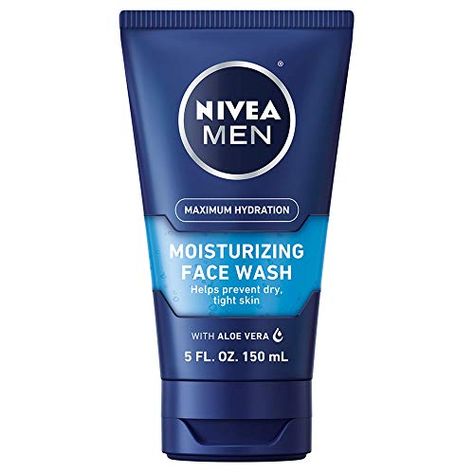 ®
NIVEA
MEN
MAXIMUM HYDRATION
MOISTURIZING
FACE WASH
Helps prevent dry,
tight skin
WITH ALOE VERA
5 FL. OZ. 150 mL